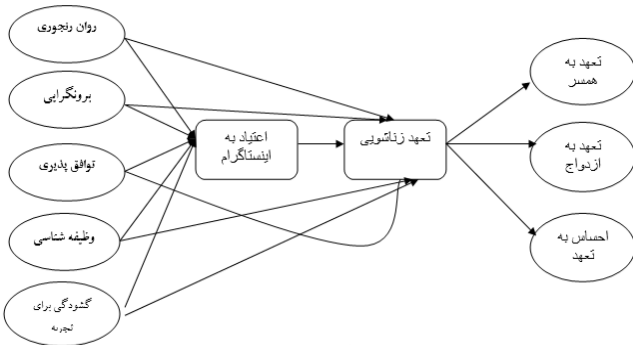 روان رنجوری
برونگرایی
توافق پذیری
وظیفه شناسی
گشودگی برای
تجربه
اعتیاد به
اینستاگرام
تعهد زناشویی
تعهد به
همسر
تعهد به
ازدواج
احساس به
تعهد